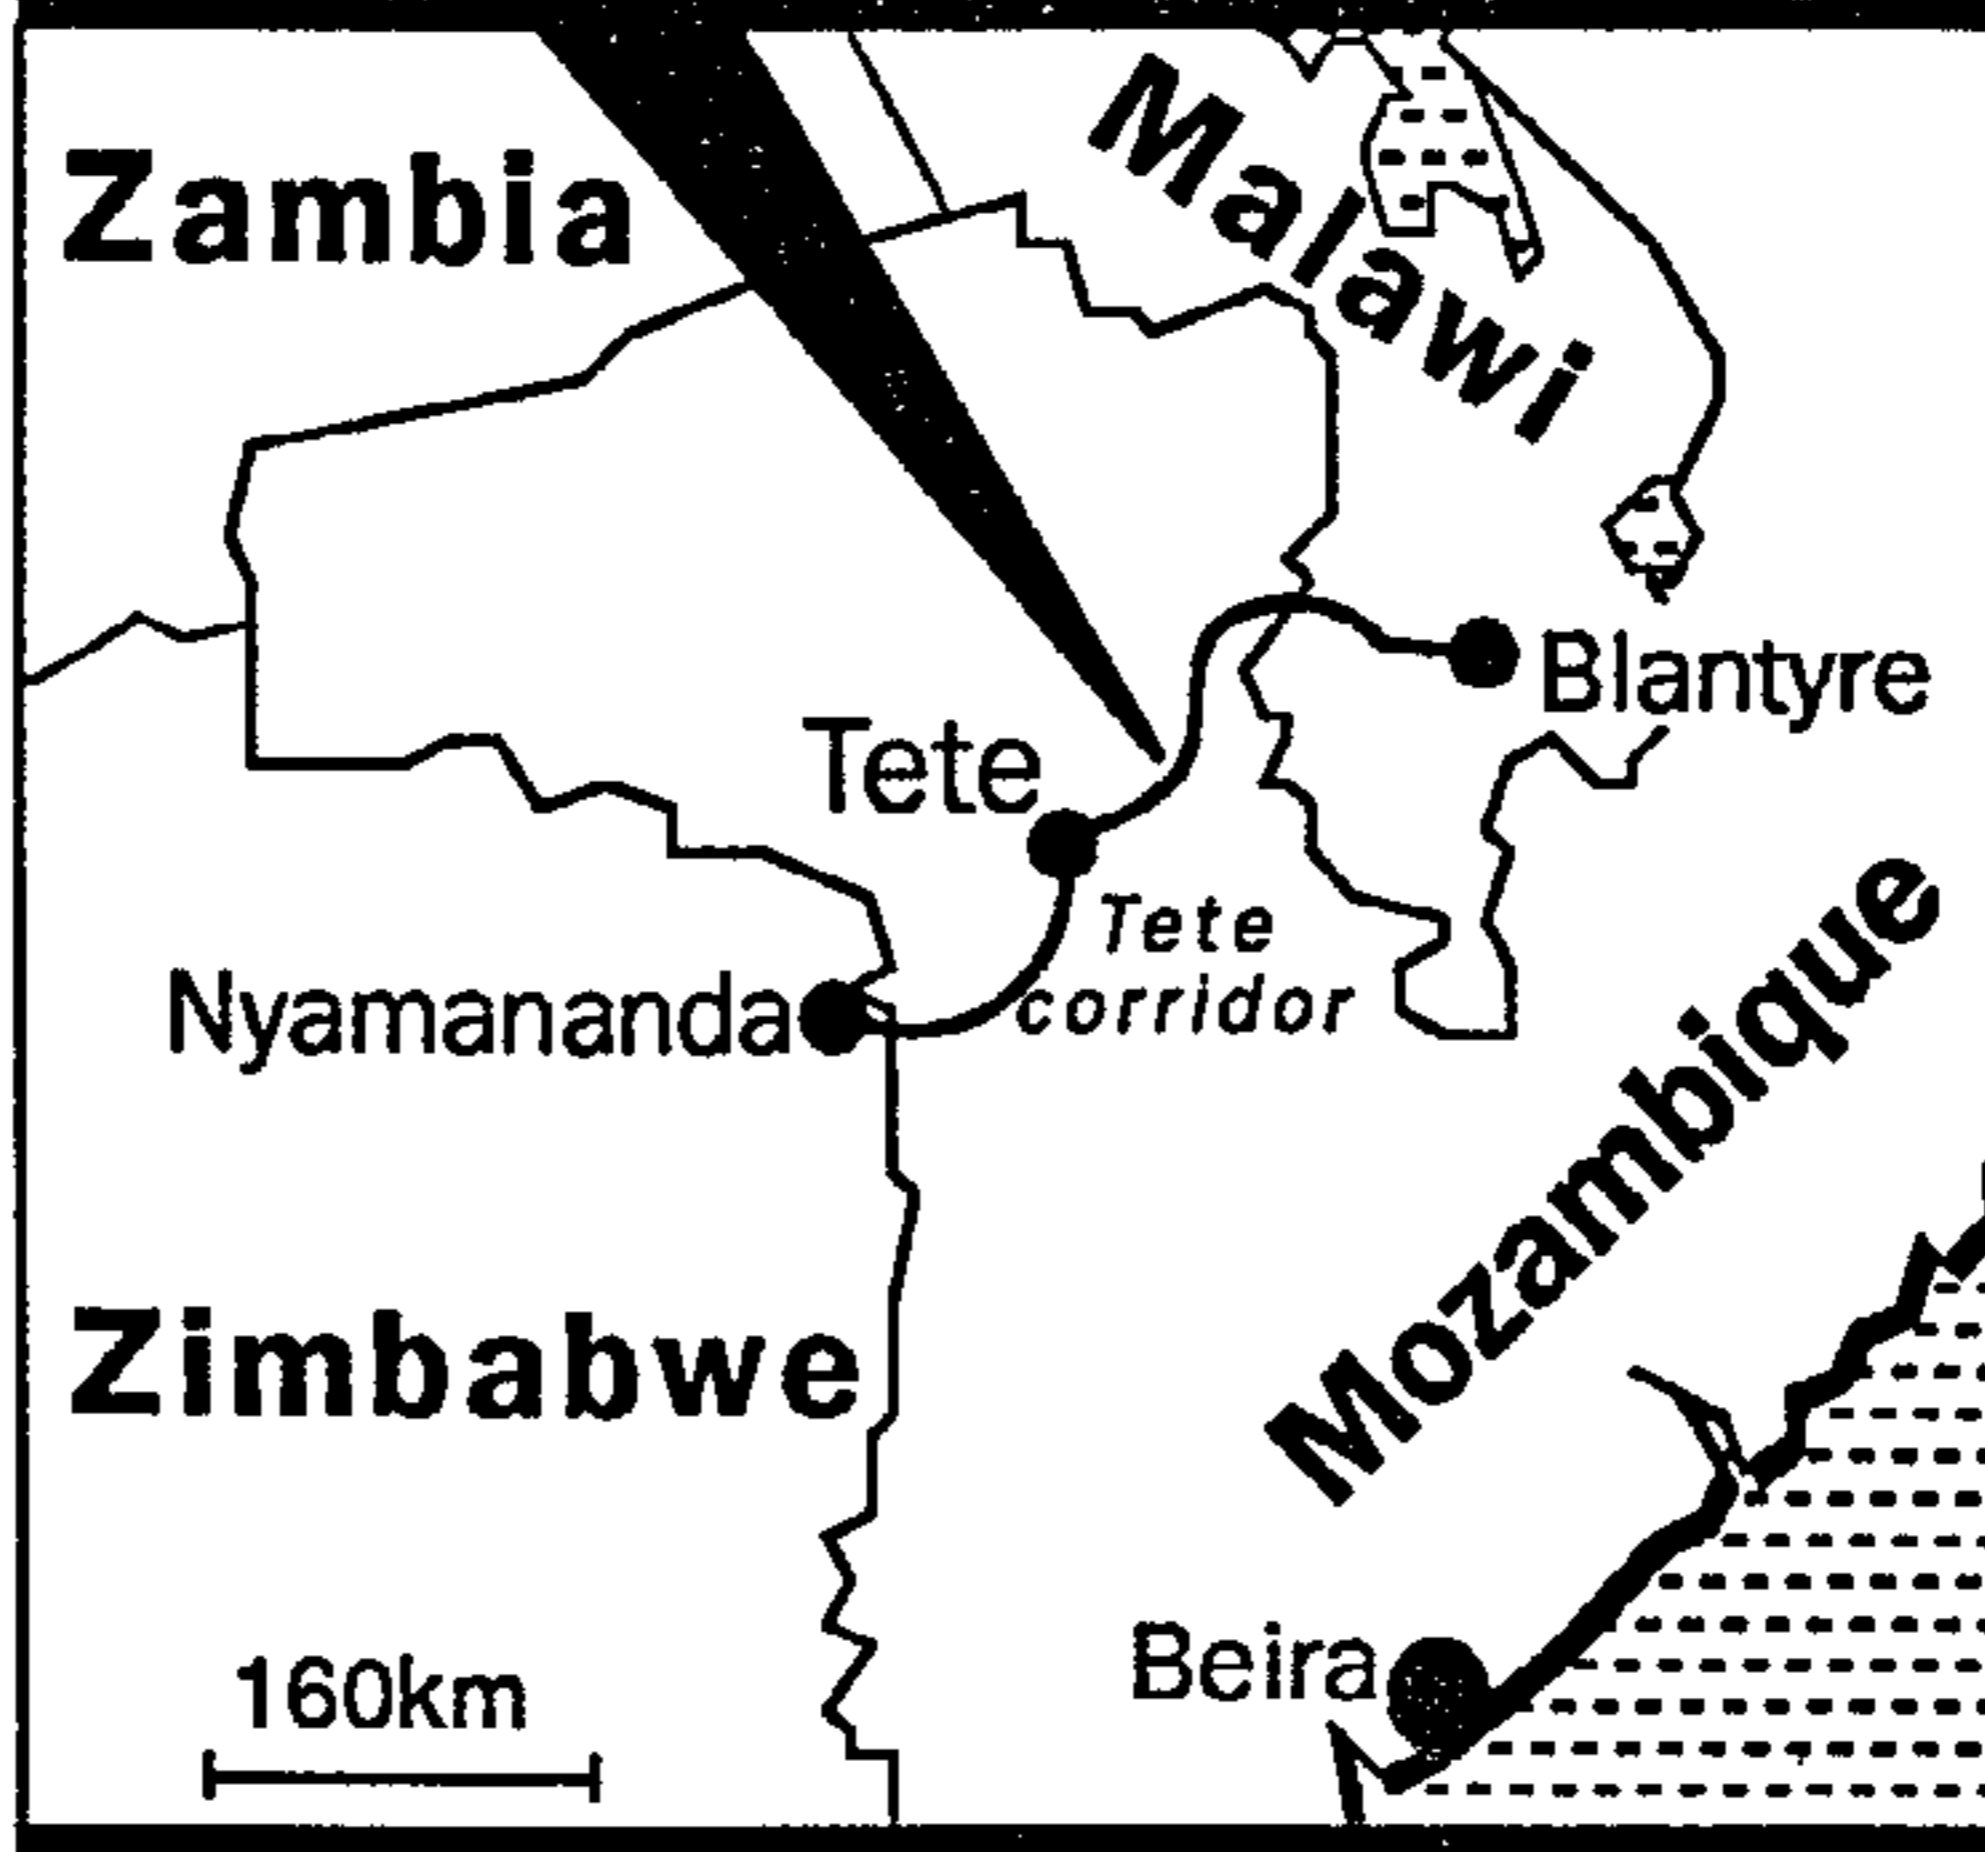 Malawi
Zambia
Blantyre
Tete
Tete
corridor
Nyamananda
Mozambique
Zimbabwe
Beira
160km